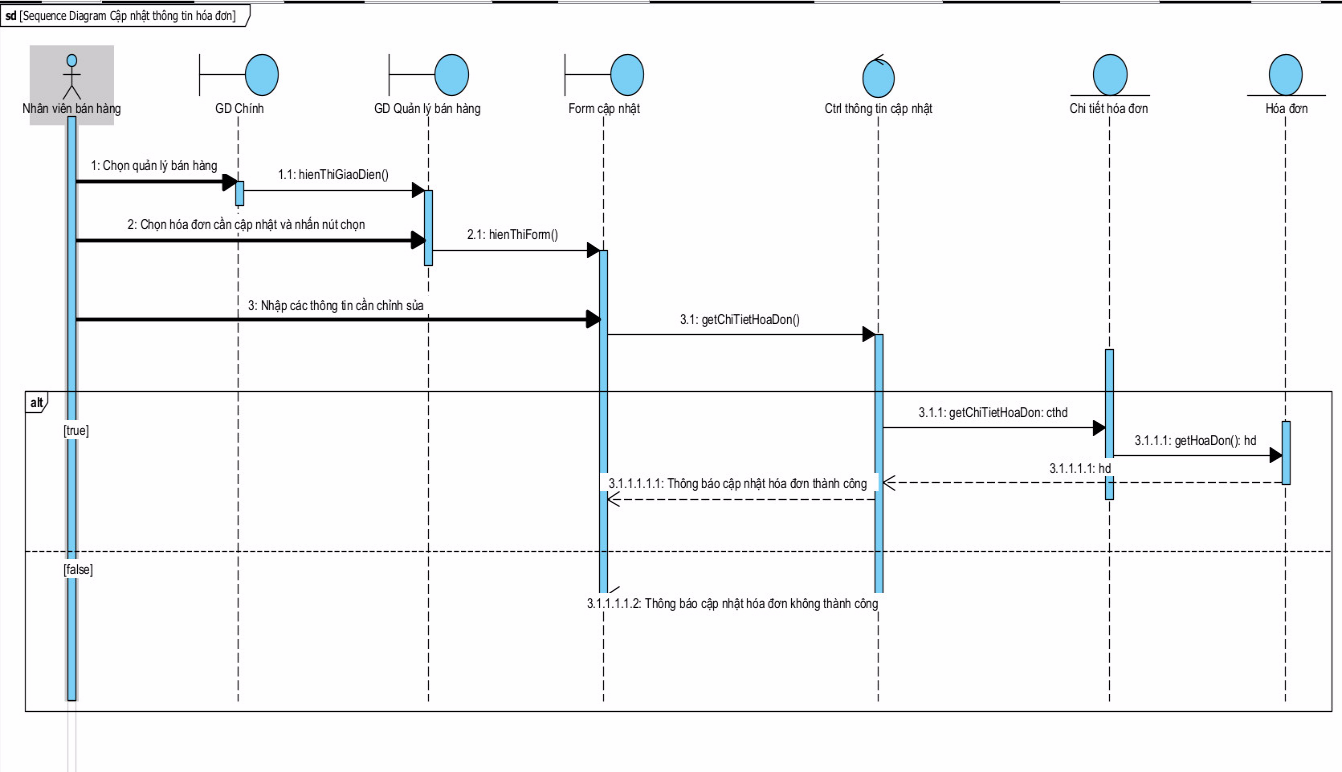 sd [Sequence Diagram Cập nhật thông tin hóa đơn]
Nhân viên bán hàng
GD Chính
GD Quản lý bán hàng
Form cập nhật
Ctrl thông tin cập nhật
Chi tiết hóa đơn
Hóa đơn
1: Chọn quản lý bán hàng
1.1: hienThiGiaoDien()
2: Chọn hóa đơn cần cập nhật và nhấn nút chọn
2.1: hienThiForm()
3: Nhập các thông tin cần chỉnh sửa
3.1: getChiTietHoaDon()
alt
[true]
3.1.1: getChiTietHoaDon: cthd
3.1.1.1: getHoaDon(): hd
3.1.1.1.1: hd
3.1.1.1.1.1: Thông báo cập nhật hóa đơn thành công
[false]
3.1.1.1.1.2: Thông báo cập nhật hóa đơn không thành công